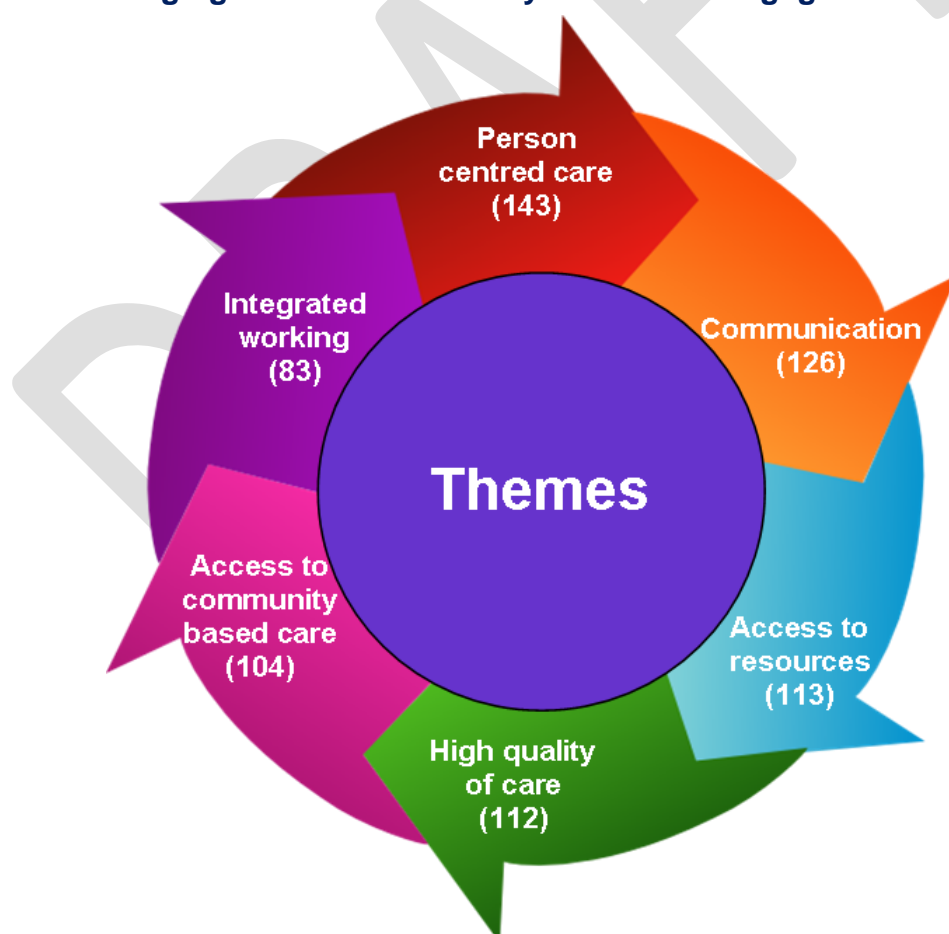 Person
centred care
(143)
Communication
(126)
Access to
resources
(113)
High quality
of care
(112)
Access to
community
based care
(104)
Integrated
working
(83)
Themes